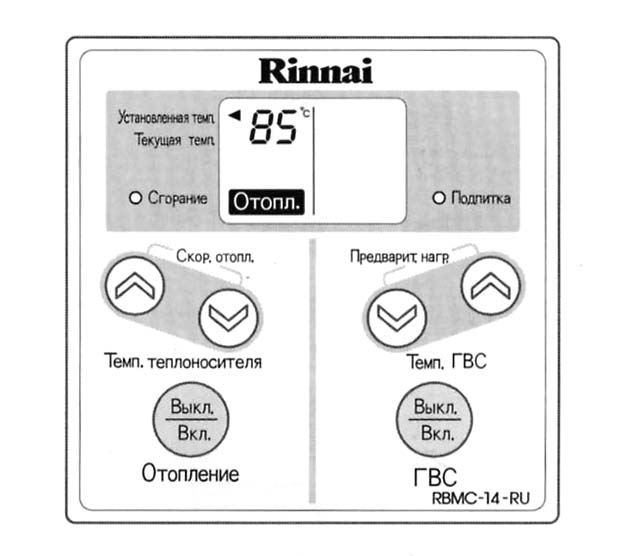 Rinnai
Установленная темп.
Текущая темп.
85 °C
Сгорание
Отопл.
Подпитка
Скор. отопл.
Предварит. нагр.
Темп. теплоносителя
Темп. ГВС
Выкл.
Вкл.
Выкл.
Вкл.
Отопление
ГВС
RBMC-14-RU